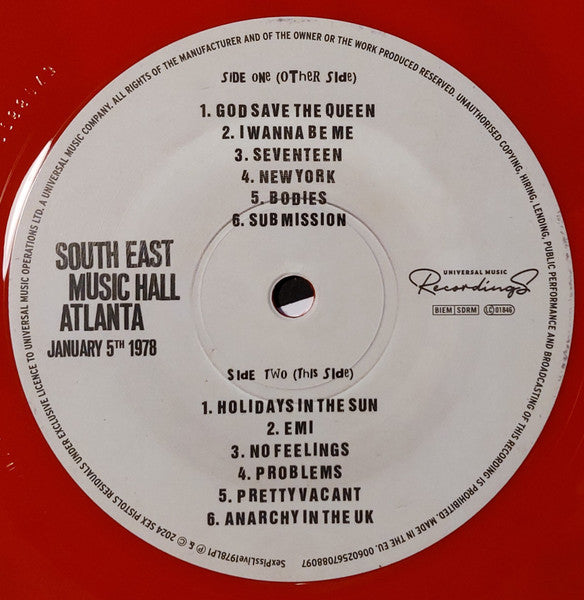 SIDE ONE (OTHER SIDE)
1. GOD SAVE THE QUEEN
2. I WANNA BE ME
3. SEVENTEEN
4. NEW YORK
5. BODIES
6. SUBMISSION
SOUTH EAST
MUSIC HALL
ATLANTA
JANUARY 5TH 1978
UNIVERSAL MUSIC
Recordings
BIEM SDRM LC 01846
SIDE TWO (THIS SIDE)
1. HOLIDAYS IN THE SUN
2. EMI
3. NO FEELINGS
4. PROBLEMS
5. PRETTY VACANT
6. ANARCHY IN THE UK
SexPissLive1978LP1 ℗ & © 2024 SEX PISTOLS RESIDUALS UNDER EXCLUSIVE LICENCE TO UNIVERSAL MUSIC OPERATIONS LTD. A UNIVERSAL MUSIC COMPANY. ALL RIGHTS OF THE MANUFACTURER AND OF THE OWNER OR THE WORK PRODUCED RESERVED. UNAUTHORISED COPYING, HIRING, LENDING, PUBLIC PERFORMANCE AND BROADCASTING OF THIS RECORDING IS PROHIBITED. MADE IN THE EU. 00602567088097